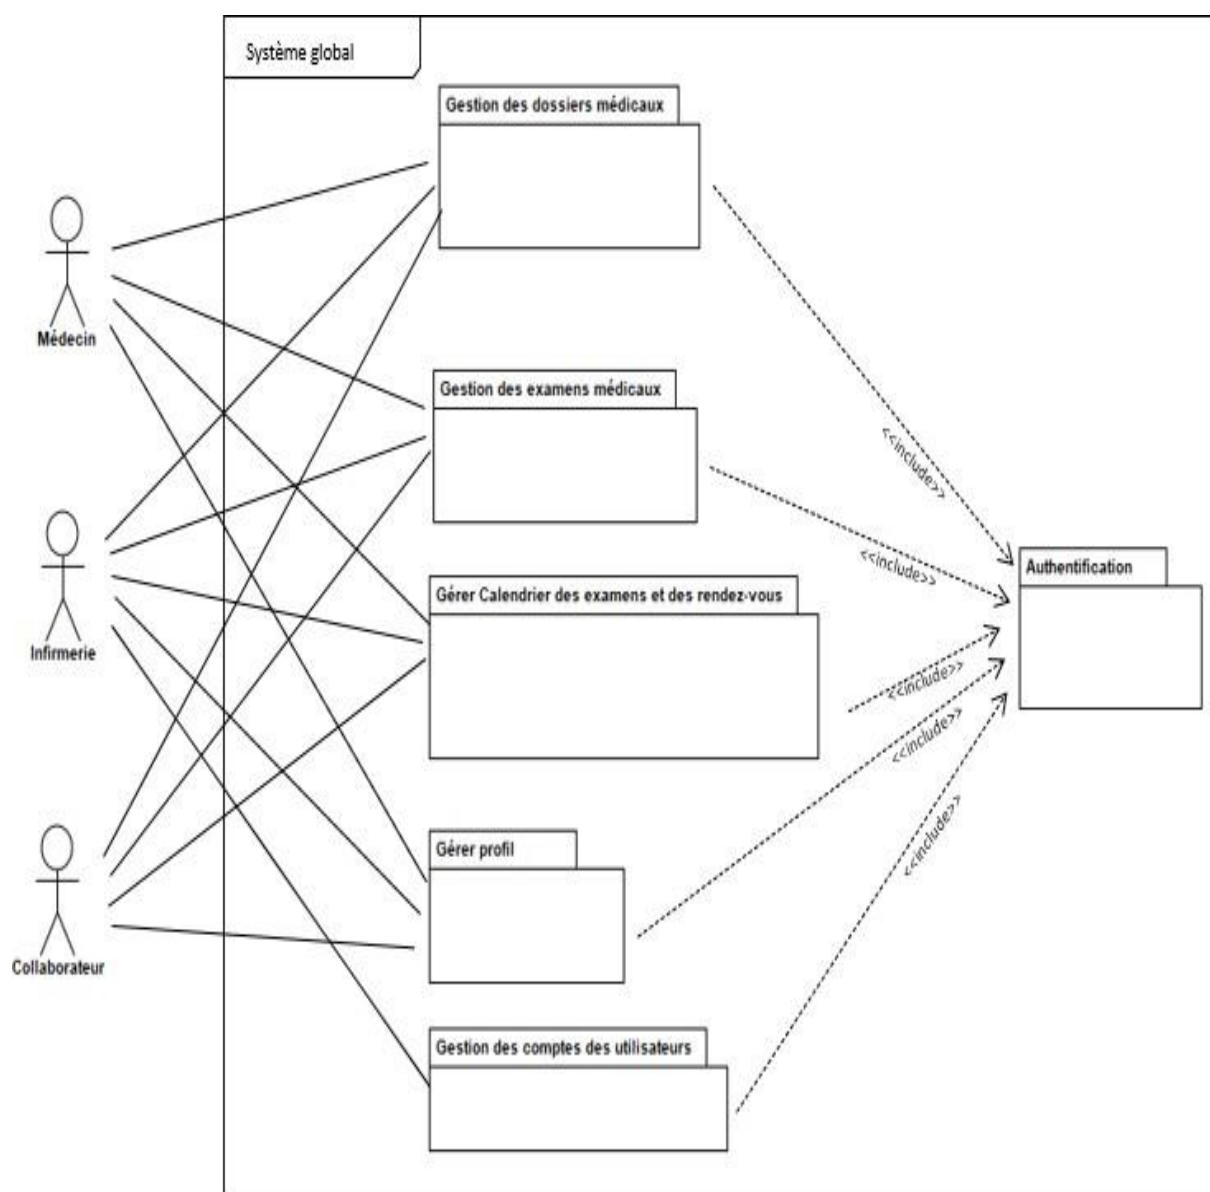 Système global
Gestion des dossiers médicaux
Médecin
Gestion des examens médicaux
<<include>>
<<include>>
Infirmerie
Gérer Calendrier des examens et des rendez-vous
Authentification
<<include>>
<<include>>
Collaborateur
Gérer profil
<<include>>
Gestion des comptes des utilisateurs